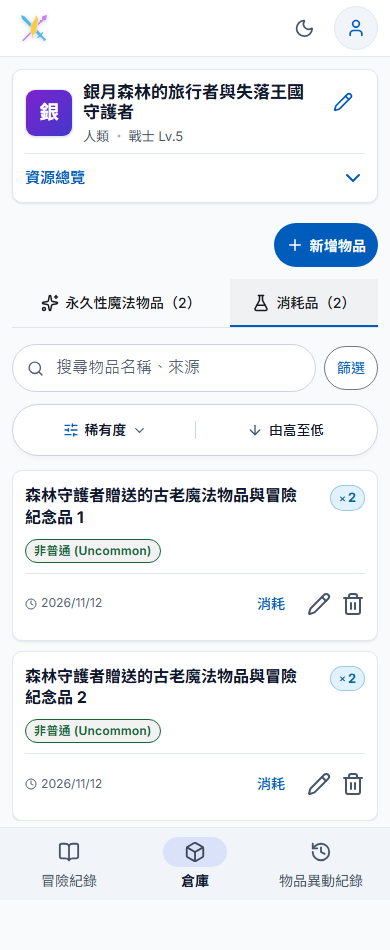 銀
銀月森林的旅行者與失落王國
守護者
人類 • 戰士 Lv.5
資源總覽
新增物品
永久性魔法物品（2）
消耗品（2）
搜尋物品名稱、來源
篩選
稀有度
由高至低
森林守護者贈送的古老魔法物品與冒險
紀念品 1
×2
非普通 (Uncommon)
2026/11/12
消耗
森林守護者贈送的古老魔法物品與冒險
紀念品 2
×2
非普通 (Uncommon)
2026/11/12
消耗
冒險紀錄
倉庫
物品異動紀錄